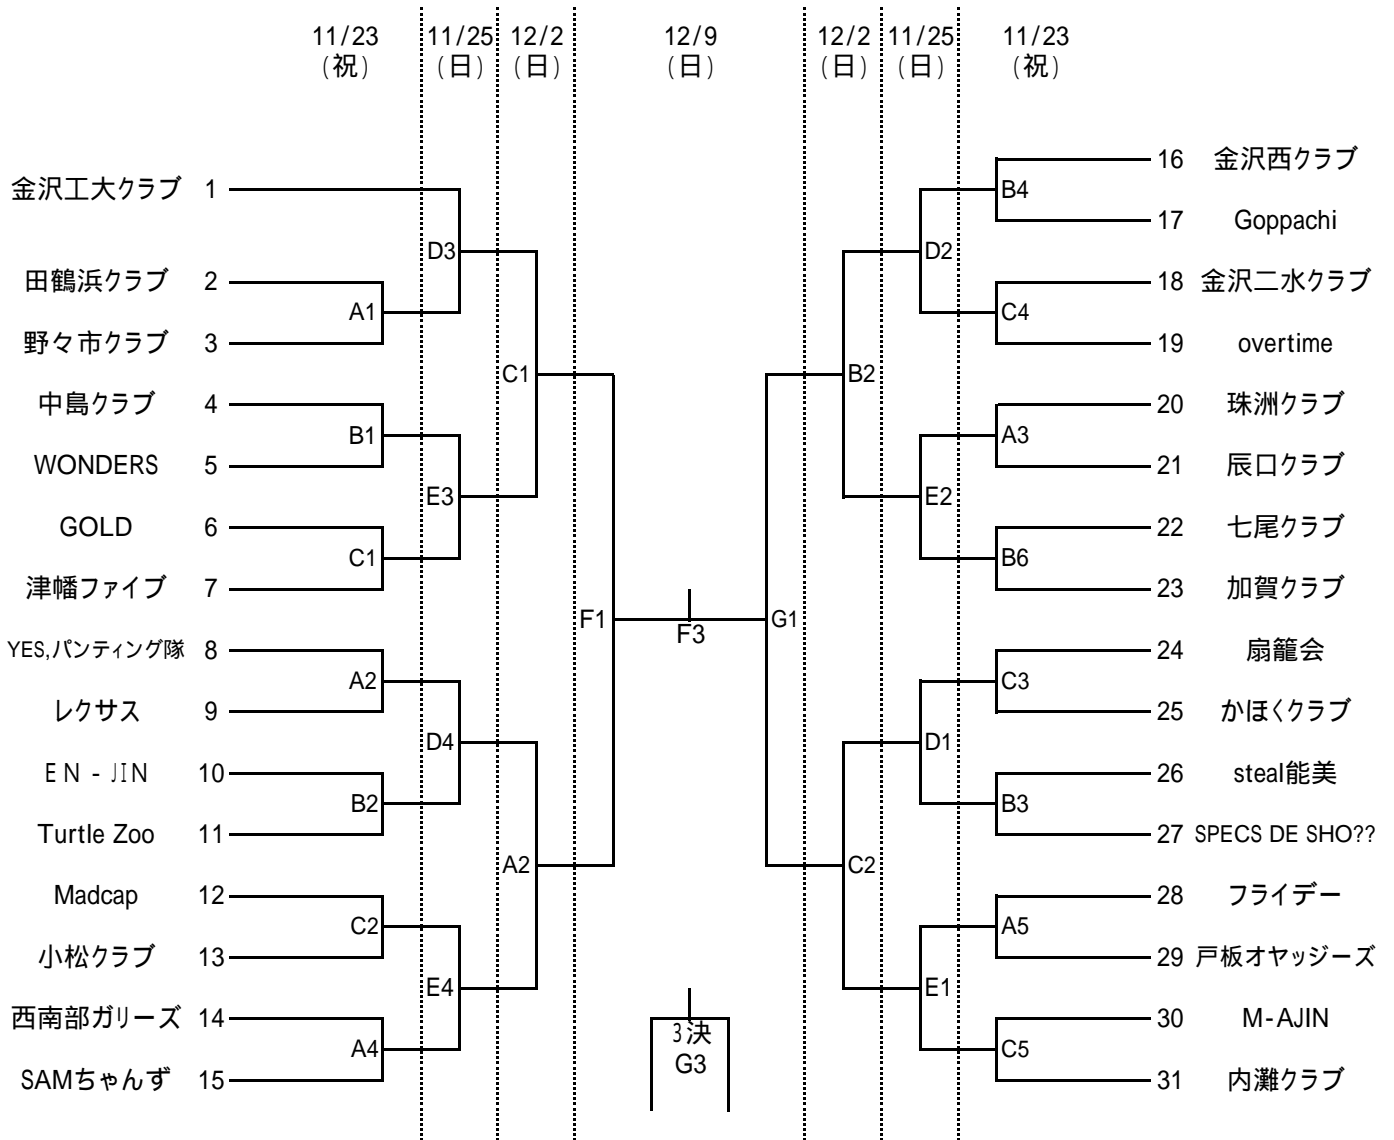 11/23 11/25 12/2 12/9 12/2 11/25 11/23
(祝) (日) (日) (日) (日) (日) (祝)
16 金沢西クラブ
金沢工大クラブ 1 B4
17 Goppachi
D3 D2
田鶴浜クラブ 2 18 金沢二水クラブ
A1 C4
野々市クラブ 3 19 overtime
C1 B2
中島クラブ 4 20 珠洲クラブ
B1 A3
WONDERS 5 21 辰口クラブ
E3 E2
GOLD 6 22 七尾クラブ
C1 B6
津幡ファイブ 7 23 加賀クラブ
F1 F3 G1
YES,パンティング隊 8 24 扇籠会
A2 C3
レクサス 9 25 かほくクラブ
D4 D1
EN-JIN 10 26 steal能美
B2 B3
Turtle Zoo 11 27 SPECS DE SHO??
A2 C2
Madcap 12 28 フライデー
C2 A5
小松クラブ 13 29 戸板オヤッジーズ
E4 E1
西南部ガリーズ 14 30 M-AJIN
3決
A4 C5
G3
SAMちゃんず 15 31 内灘クラブ